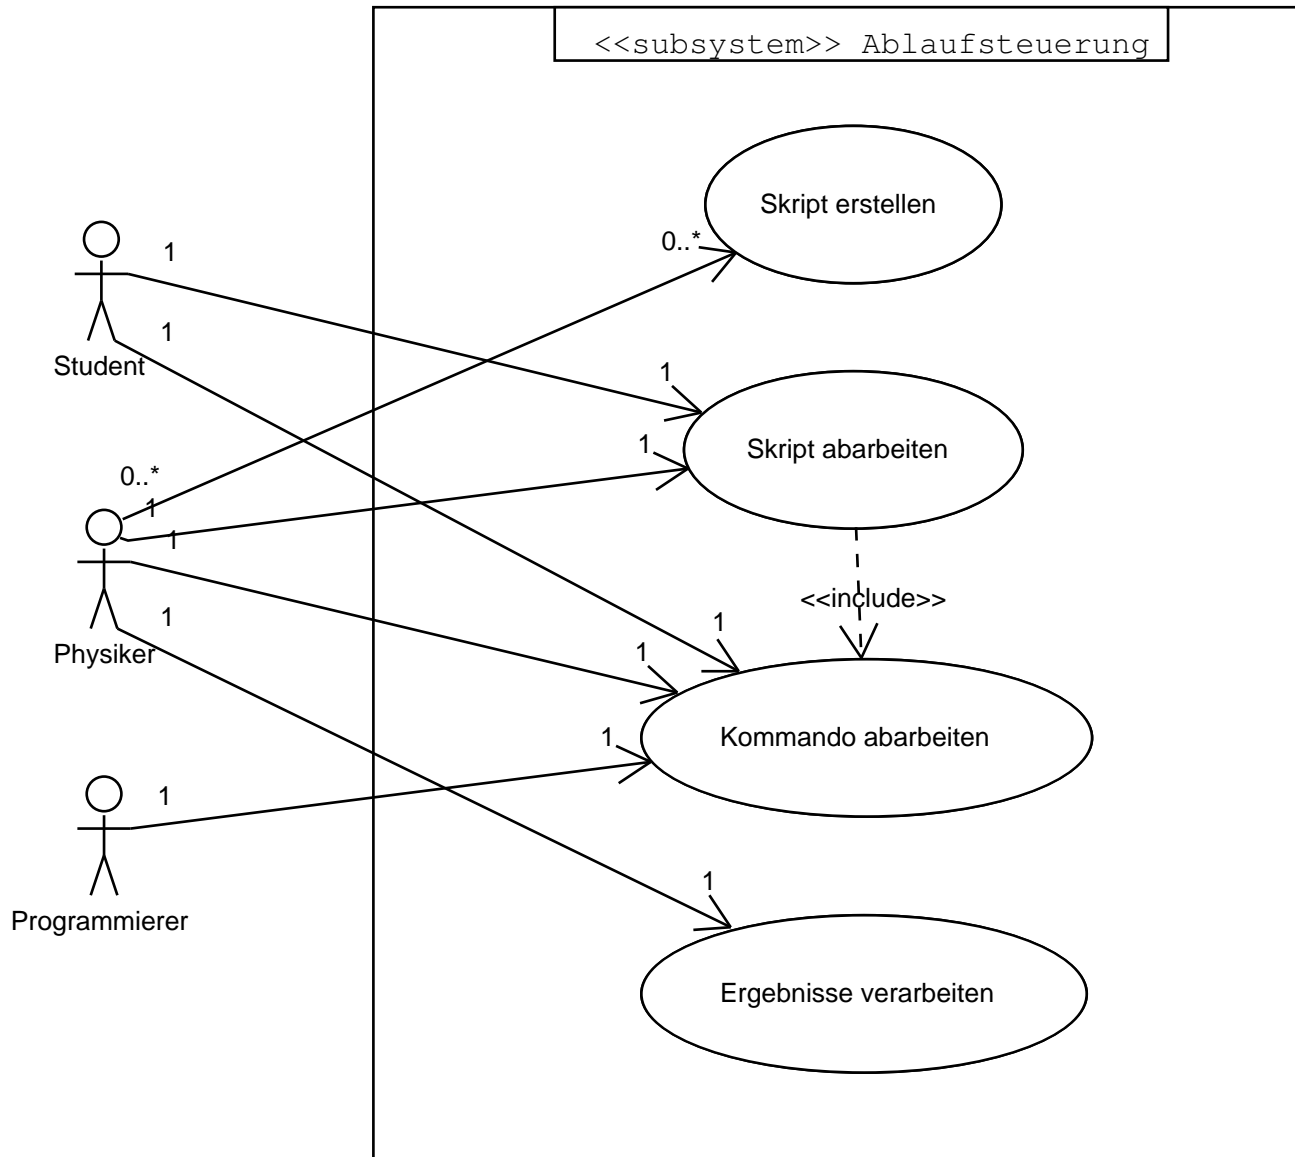 <<subsystem>> Ablaufsteuerung
Skript erstellen
0..*
1
1
Student
1
Skript abarbeiten
1
0..*
1
1
<<include>>
1
1
Physiker
1
Kommando abarbeiten
1
1
Programmierer
1
Ergebnisse verarbeiten